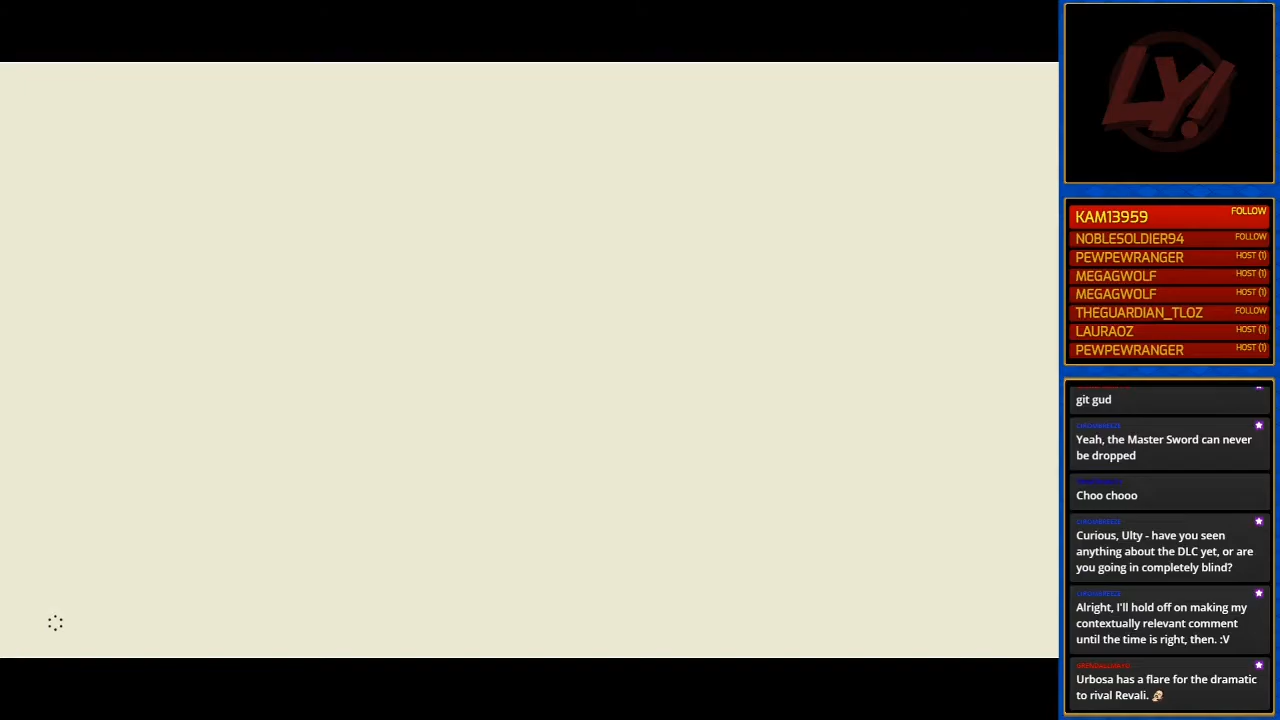 LY!
KAM13959 FOLLOW
NOBLESOLDIER94 FOLLOW
PEWPEWRANGER HOST (1)
MEGAGWOLF HOST (1)
MEGAGWOLF HOST (1)
THEGUARDIAN_TLOZ FOLLOW
LAURAOZ HOST (1)
PEWPEWRANGER HOST (1)
git gud
Yeah, the Master Sword can never
be dropped
Choo chooo
Curious, Ulty - have you seen
anything about the DLC yet, or are
you going in completely blind?
Alright, I'll hold off on making my
contextually relevant comment
until the time is right, then. :V
Urbosa has a flare for the dramatic
to rival Revali.